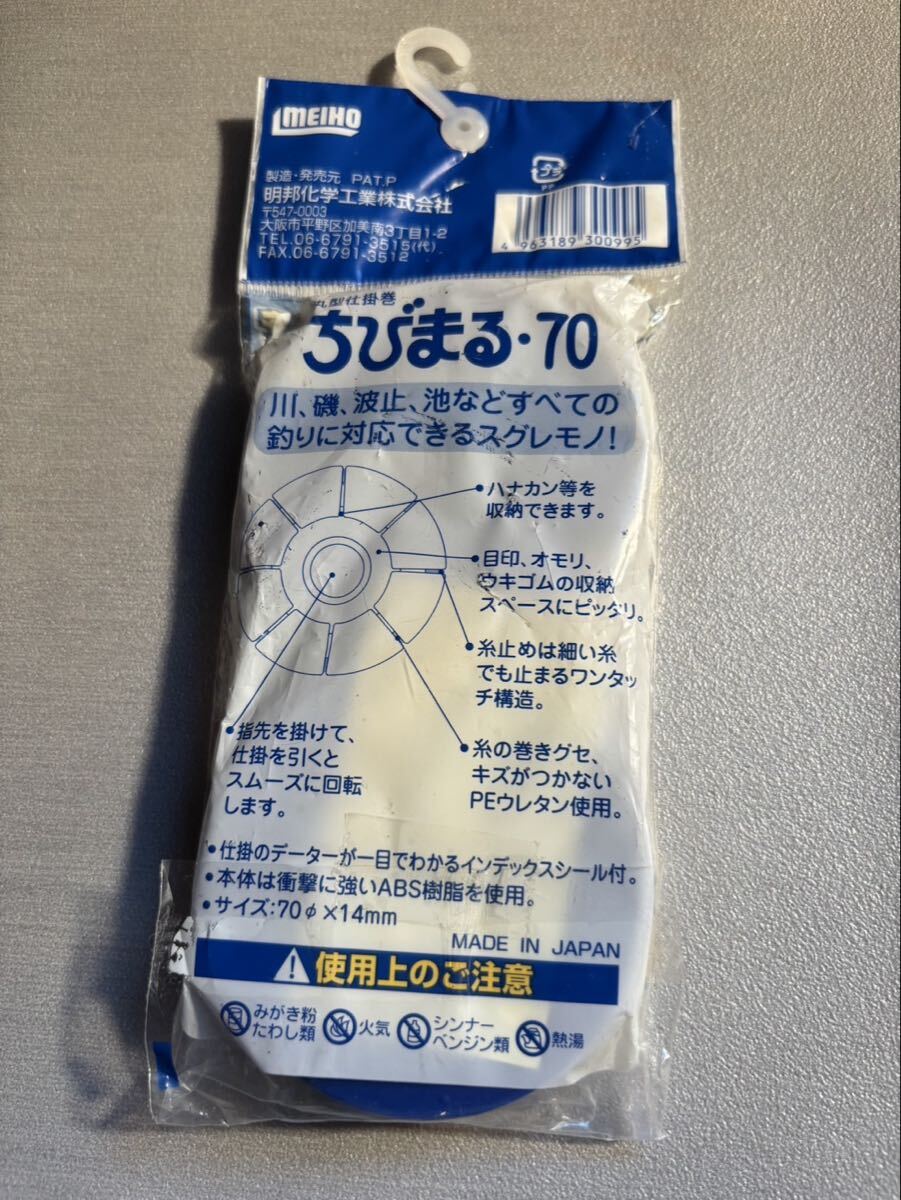 MEIHO
製造・発売元 PAT.P
明邦化学工業株式会社
〒547-0003
大阪市平野区加美南3丁目1-2
TEL.06-6791-3515(代)
FAX.06-6791-3512
プラ
PP
4 963189 300995
型仕掛巻
ちびまる・70
川、磯、波止、池などすべての
釣りに対応できるスグレモノ!
ハナカン等を
収納できます。
目印、オモリ、
ウキゴムの収納
スペースにピッタリ。
糸止めは細い糸
でも止まるワンタッ
チ構造。
指先を掛けて、
仕掛を引くと
スムーズに回転
します。
糸の巻きグセ、
キズがつかない
PEウレタン使用。
・仕掛のデーターが一目でわかるインデックスシール付。
・本体は衝撃に強いABS樹脂を使用。
・サイズ:70φ×14mm
MADE IN JAPAN
使用上のご注意
みがき粉
たわし類
火気
シンナー
ベンジン類
熱湯